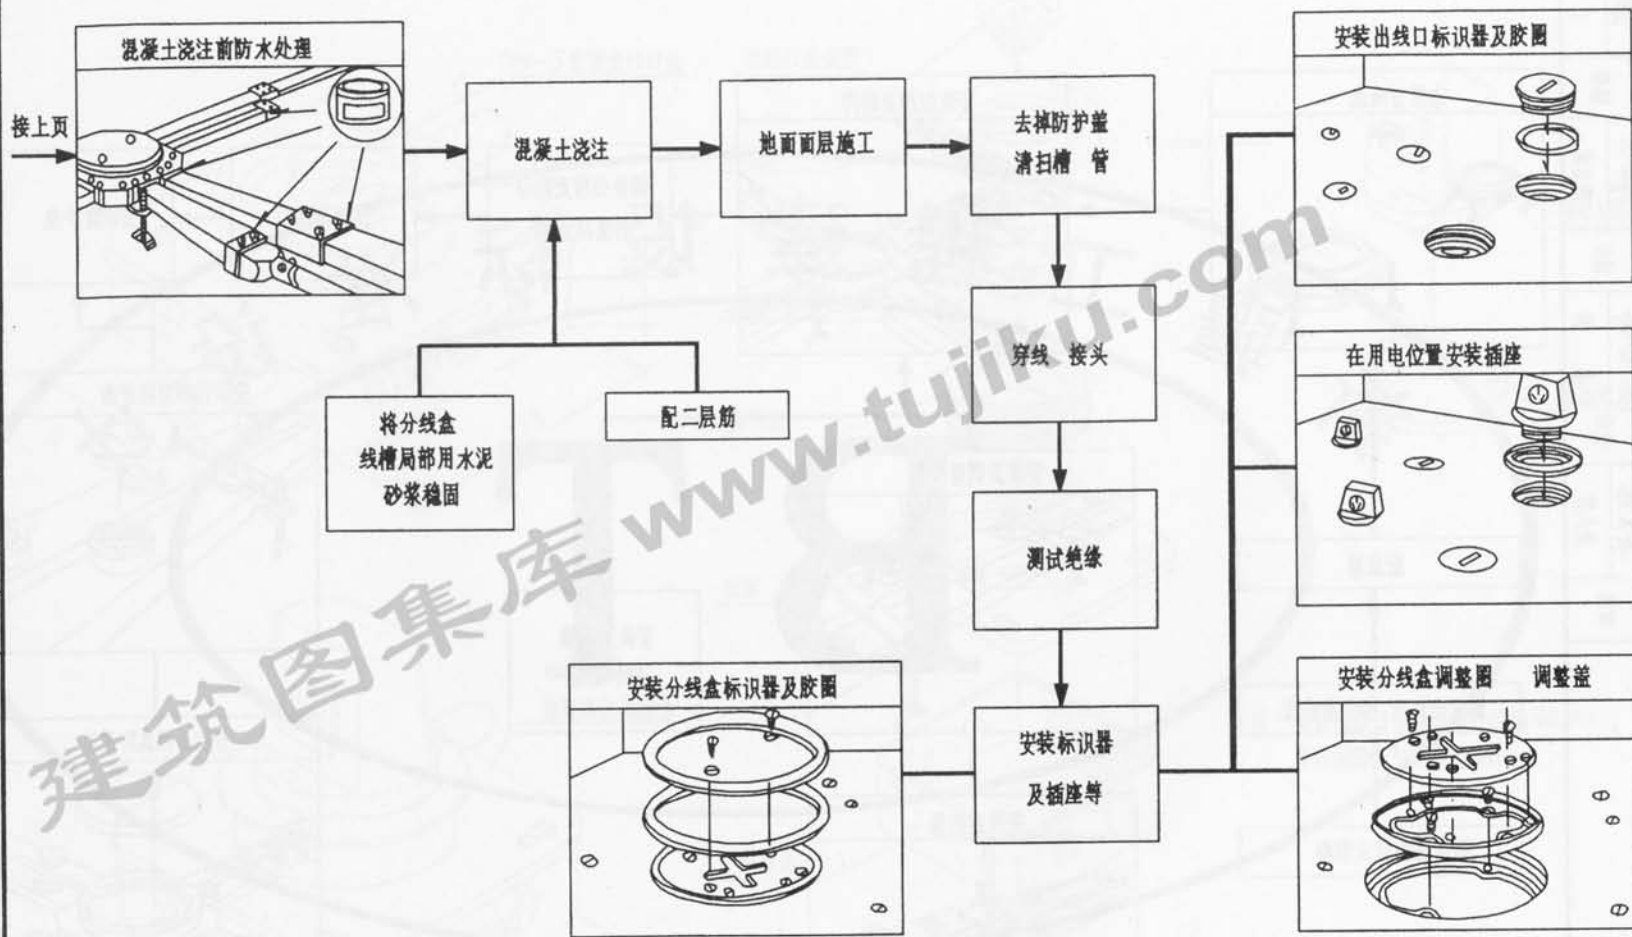 混凝土浇注前防水处理
接上页
混凝土浇注
地面面层施工
去掉防护盖
清扫槽 管
安装出线口标识器及胶圈
穿线 接头
在用电位置安装插座
将分线盒
线槽局部用水泥
砂浆稳固
配二层筋
测试绝缘
安装分线盒标识器及胶圈
安装标识器
及插座等
安装分线盒调整圈 调整盖
建筑图集库 www.tujiku.com